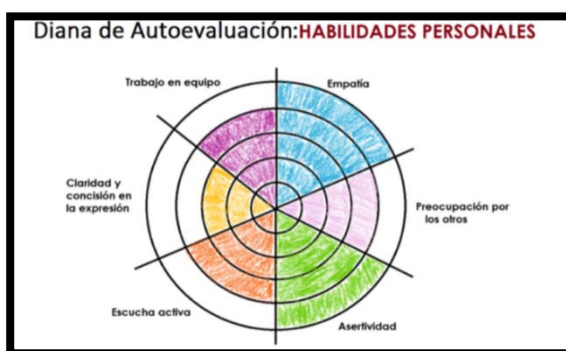 Diana de Autoevaluación:HABILIDADES PERSONALES
Trabajo en equipo
Empatía
Claridad y
concisión en
la expresión
Preocupación por
los otros
Escucha activa
Asertividad